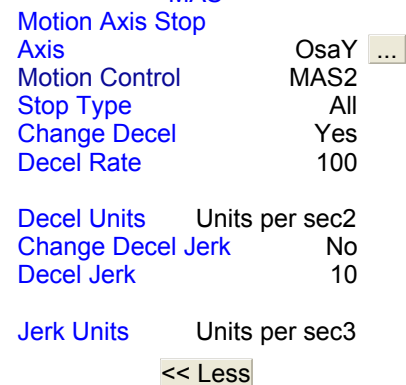 MAS
Motion Axis Stop
Axis OsaY ...
Motion Control MAS2
Stop Type All
Change Decel Yes
Decel Rate 100
Decel Units Units per sec2
Change Decel Jerk No
Decel Jerk 10
Jerk Units Units per sec3
<< Less